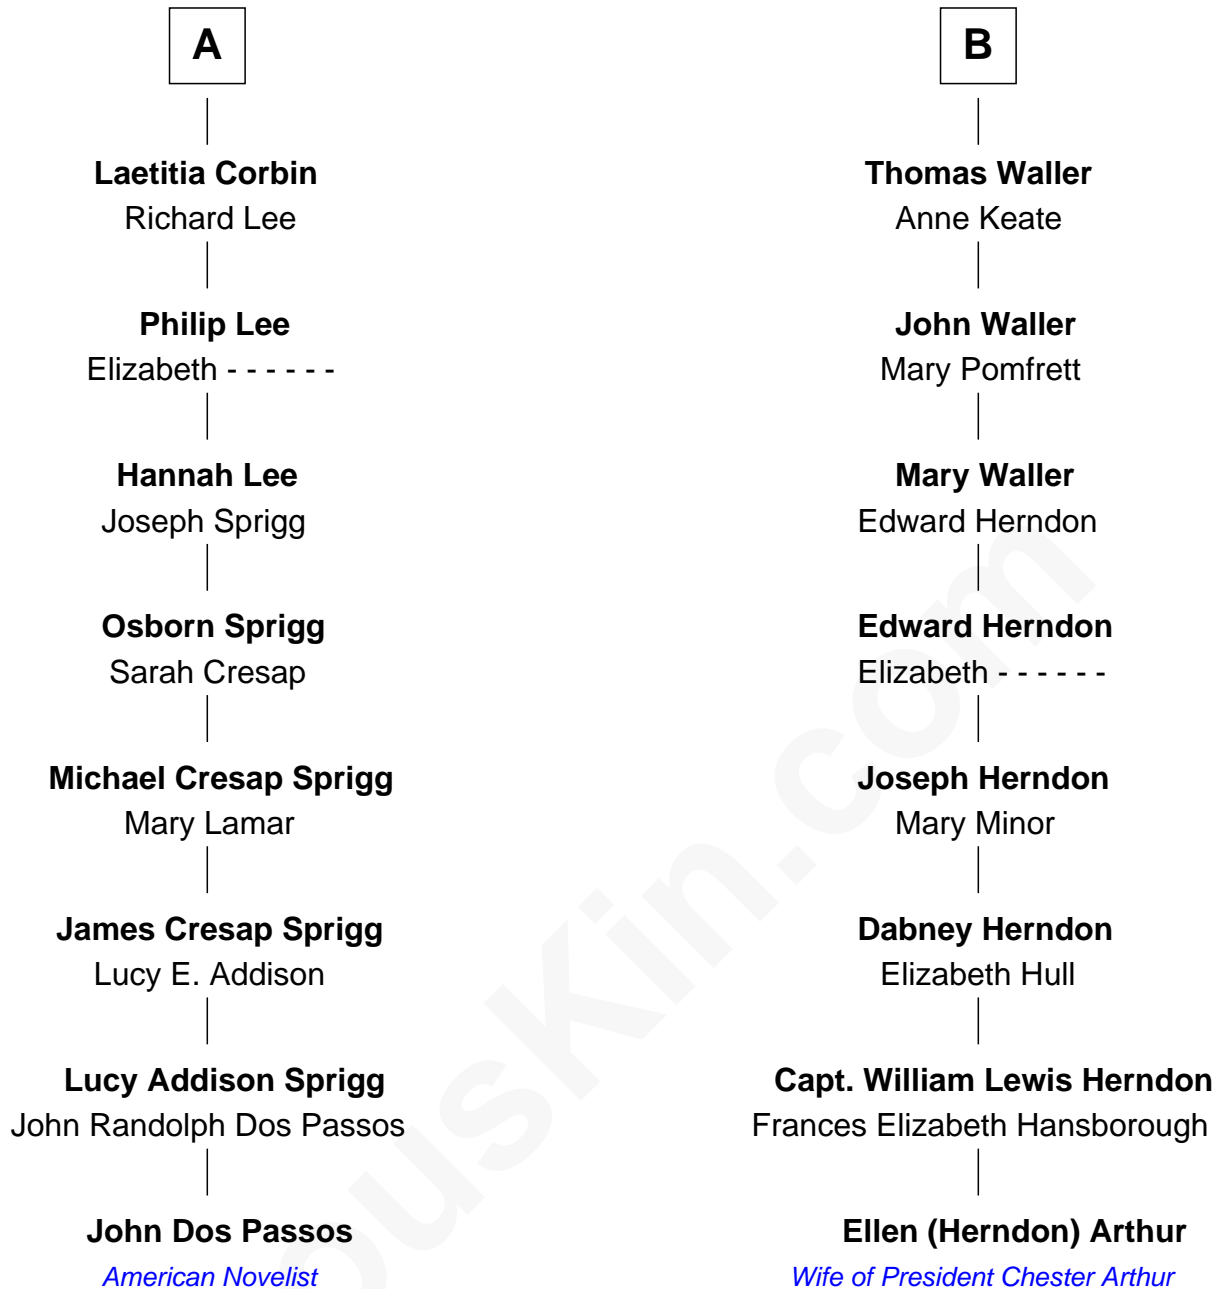 A
Laetitia Corbin
Richard Lee
Philip Lee
Elizabeth - - - - - -
Hannah Lee
Joseph Sprigg
Osborn Sprigg
Sarah Cresap
Michael Cresap Sprigg
Mary Lamar
James Cresap Sprigg
Lucy E. Addison
Lucy Addison Sprigg
John Randolph Dos Passos
John Dos Passos
American Novelist
B
Thomas Waller
Anne Keate
John Waller
Mary Pomfrett
Mary Waller
Edward Herndon
Edward Herndon
Elizabeth - - - - - -
Joseph Herndon
Mary Minor
Dabney Herndon
Elizabeth Hull
Capt. William Lewis Herndon
Frances Elizabeth Hansborough
Ellen (Herndon) Arthur
Wife of President Chester Arthur
ousKin.com